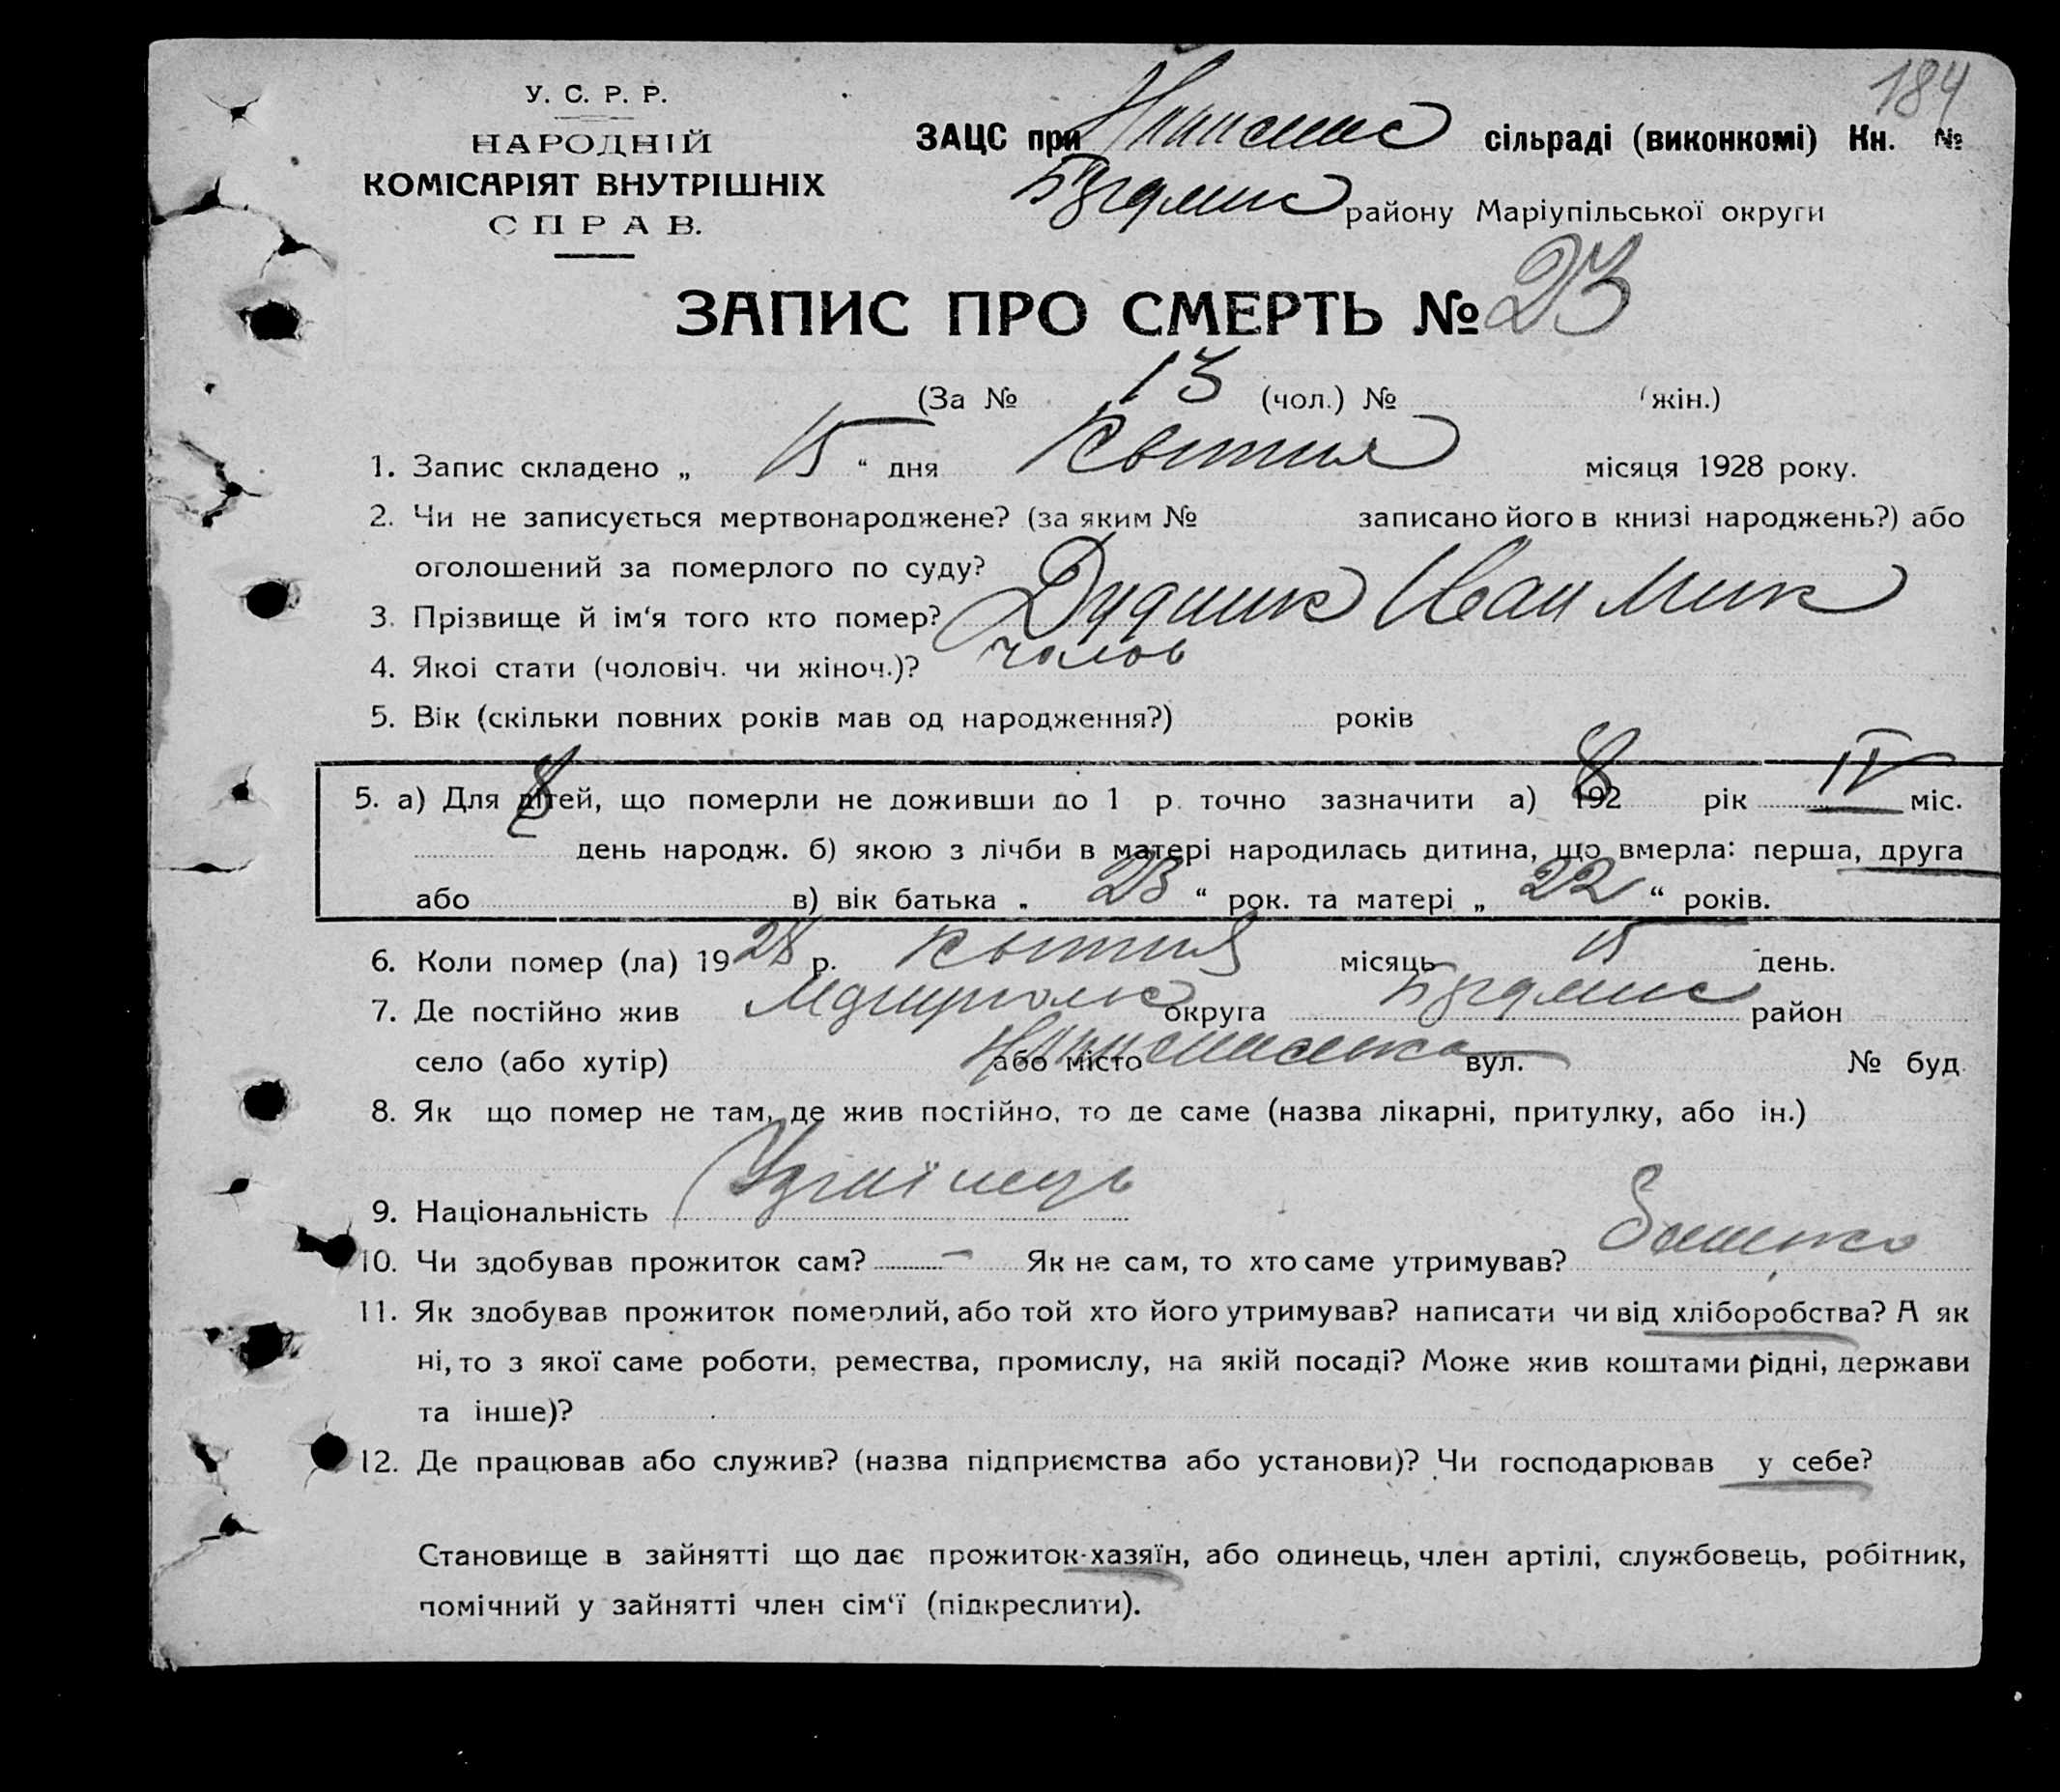 184
У. С. Р. Р.
НАРОДНІЙ
КОМІСАРІЯТ ВНУТРІШНІХ
СПРАВ.
ЗАЦС при сільраді (виконкомі) Кн. №
району Маріупільської округи
ЗАПИС ПРО СМЕРТЬ № 23
(За № 13 (чол.) № (жін.)
1. Запис складено „ 15 “ дня Квітня місяця 1928 року.
2. Чи не записується мертвонароджене? (за яким № записано його в книзі народжень?) або
оголошений за померлого по суду?
3. Прізвище й ім‘я того кто помер? Дудник Иван Мик
4. Якоі стати (чоловіч. чи жіноч.)? чолов
5. Вік (скільки повних років мав од народження?) років
5. а) Для дітей, що померли не доживши до 1 р. точно зазначити а) 1928 рік IV міс.
8 день народж. б) якою з лічби в матері народилась дитина, що вмерла: перша, друга
або в) вік батька „ 23 “ рок. та матері „ 22 “ років.
6. Коли помер (ла) 1928 р. Квітня місяць 15 день.
7. Де постійно жив Маріупольс округа район
село (або хутір) або місто вул. № буд.
8. Як що помер не там, де жив постійно, то де саме (назва лікарні, притулку, або ін.)
9. Національність Украінець
10. Чи здобував прожиток сам? — Як не сам, то хто саме утримував? батько
11. Як здобував прожиток померлий, або той хто його утримував? написати чи від хліборобства? А як
ні, то з якої саме роботи, ремества, промислу, на якій посаді? Може жив коштами рідні, держави
та інше)?
12. Де працював або служив? (назва підприємства або установи)? Чи господарював у себе?
Становище в зайнятті що дає прожиток-хазяїн, або одинець, член артілі, службовець, робітник,
помічний у зайнятті член сім‘ї (підкреслити).